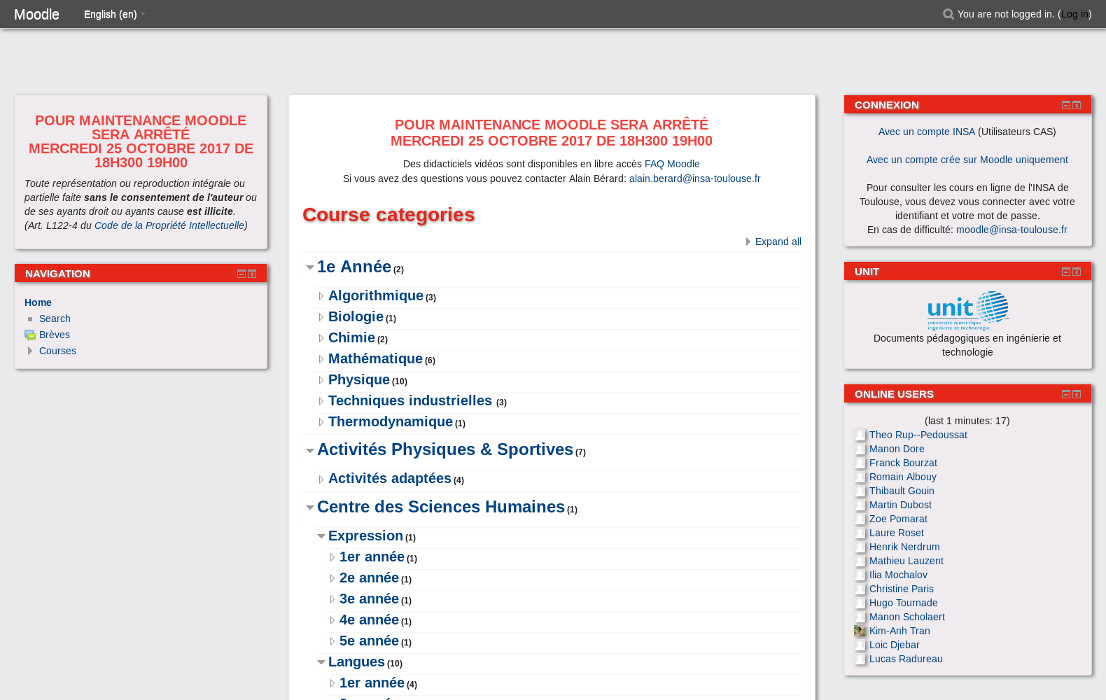 Moodle
English (en)
You are not logged in. (Log in)
POUR MAINTENANCE MOODLE
SERA ARRÊTÉ
MERCREDI 25 OCTOBRE 2017 DE
18H300 19H00
Toute représentation ou reproduction intégrale ou
partielle faite sans le consentement de l'auteur ou
de ses ayants droit ou ayants cause est illicite.
(Art. L122-4 du Code de la Propriété Intellectuelle)
NAVIGATION
Home
Search
Brèves
Courses
POUR MAINTENANCE MOODLE SERA ARRÊTÉ
MERCREDI 25 OCTOBRE 2017 DE 18H300 19H00
Des didacticiels vidéos sont disponibles en libre accès FAQ Moodle
Si vous avez des questions vous pouvez contacter Alain Bérard: alain.berard@insa-toulouse.fr
Course categories
Expand all
1e Année (2)
Algorithmique (3)
Biologie (1)
Chimie (2)
Mathématique (6)
Physique (10)
Techniques industrielles (3)
Thermodynamique (1)
Activités Physiques & Sportives (7)
Activités adaptées (4)
Centre des Sciences Humaines (1)
Expression (1)
1er année (1)
2e année (1)
3e année (1)
4e année (1)
5e année (1)
Langues (10)
1er année (4)
CONNEXION
Avec un compte INSA (Utilisateurs CAS)
Avec un compte crée sur Moodle uniquement
Pour consulter les cours en ligne de l'INSA de
Toulouse, vous devez vous connecter avec votre
identifiant et votre mot de passe.
En cas de difficulté: moodle@insa-toulouse.fr
UNIT
unit
université numérique
ingénierie et technologie
Documents pédagogiques en ingénierie et
technologie
ONLINE USERS
(last 1 minutes: 17)
Theo Rup--Pedoussat
Manon Dore
Franck Bourzat
Romain Albouy
Thibault Gouin
Martin Dubost
Zoe Pomarat
Laure Roset
Henrik Nerdrum
Mathieu Lauzent
Ilia Mochalov
Christine Paris
Hugo Tournade
Manon Scholaert
Kim-Anh Tran
Loic Djebar
Lucas Radureau